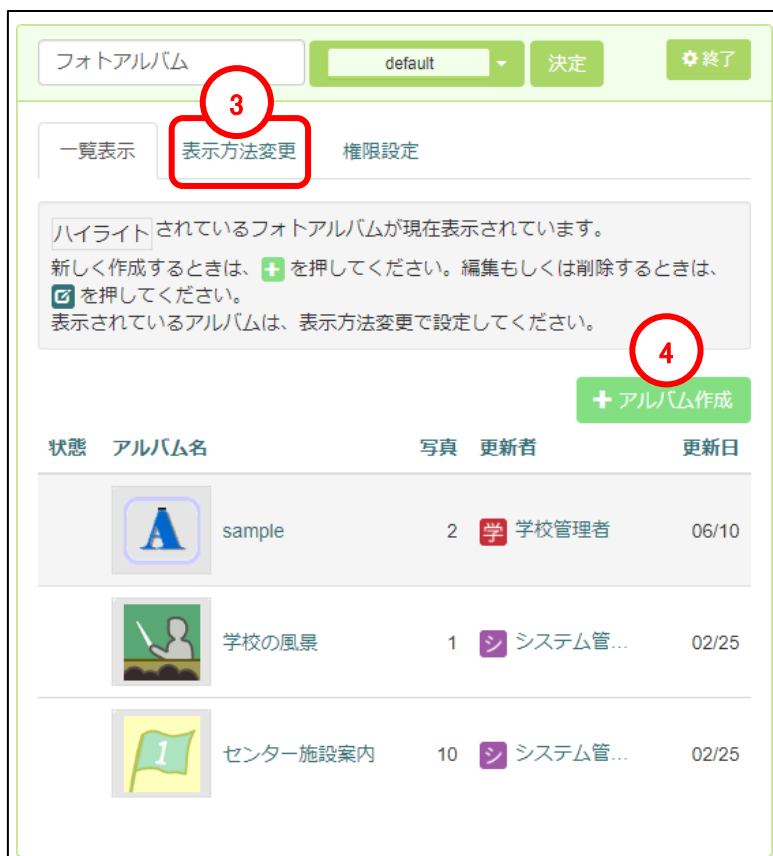 フォトアルバム default 決定 終了
3
一覧表示 表示方法変更 権限設定
ハイライト されているフォトアルバムが現在表示されています。
新しく作成するときは、 を押してください。編集もしくは削除するときは、
を押してください。
表示されているアルバムは、表示方法変更で設定してください。
4
アルバム作成
状態 アルバム名 写真 更新者 更新日
A sample 2 学 学校管理者 06/10
学校の風景 1 シ システム管... 02/25
1 センター施設案内 10 シ システム管... 02/25